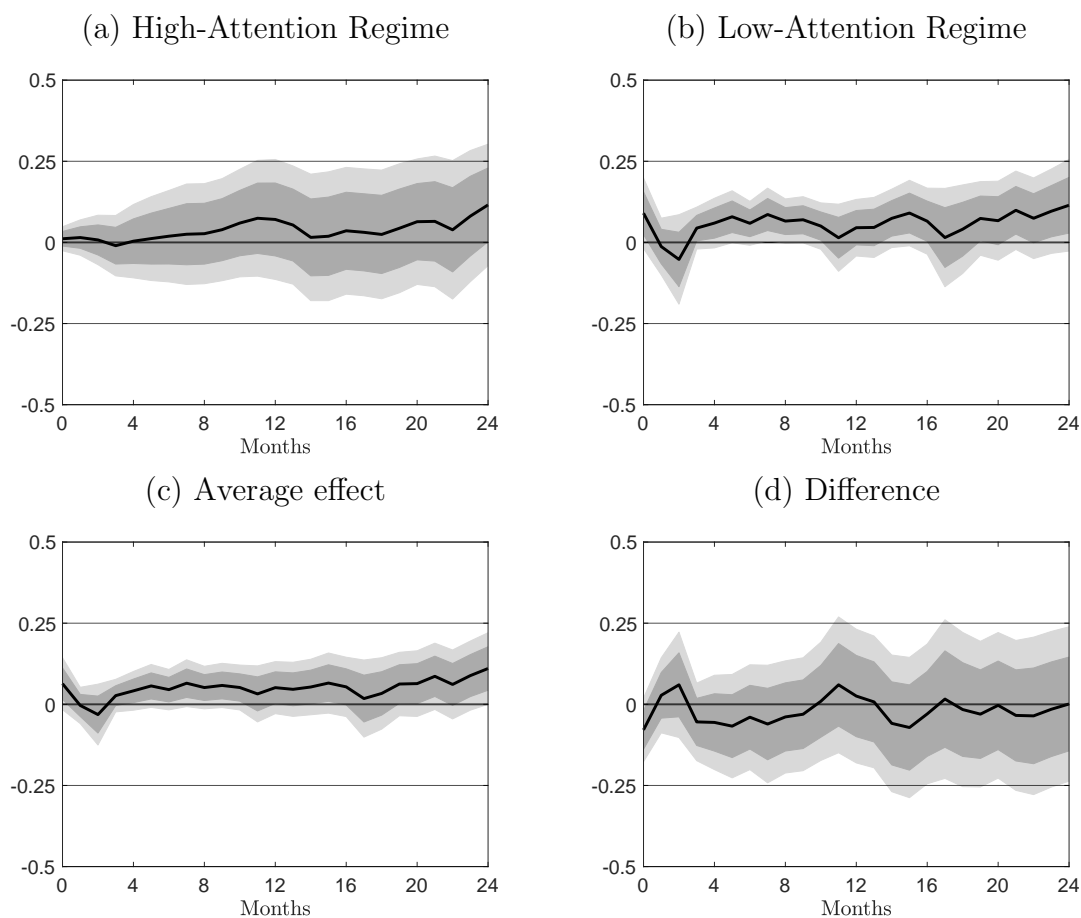 (a) High-Attention Regime
(b) Low-Attention Regime
0.5
0.25
0
-0.25
-0.5
0 4 8 12 16 20 24
Months
0.5
0.25
0
-0.25
-0.5
0 4 8 12 16 20 24
Months
(c) Average effect
(d) Difference
0.5
0.25
0
-0.25
-0.5
0 4 8 12 16 20 24
Months
0.5
0.25
0
-0.25
-0.5
0 4 8 12 16 20 24
Months